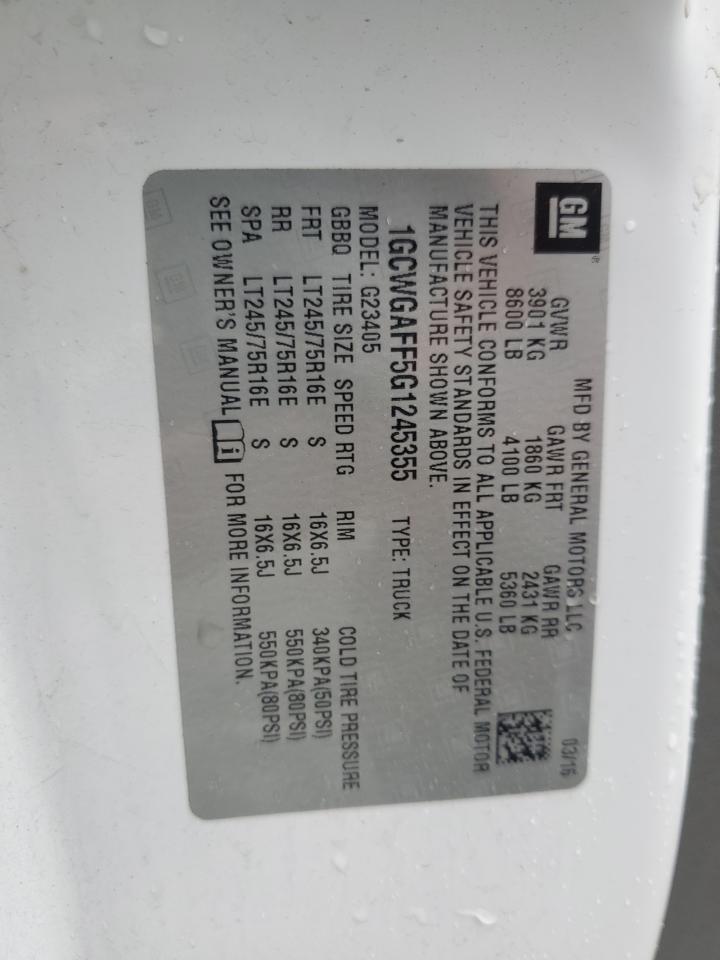 GM®
MFD BY GENERAL MOTORS LLC 03/16
GVWR GAWR FRT GAWR RR
3901 KG 1860 KG 2431 KG
8600 LB 4100 LB 5360 LB
THIS VEHICLE CONFORMS TO ALL APPLICABLE U.S. FEDERAL MOTOR
VEHICLE SAFETY STANDARDS IN EFFECT ON THE DATE OF
MANUFACTURE SHOWN ABOVE.
1GCWGAFF5G1245355 TYPE: TRUCK
MODEL: G23405
GBBQ TIRE SIZE SPEED RTG RIM COLD TIRE PRESSURE
FRT LT245/75R16E S 16X6.5J 340KPA(50PSI)
RR LT245/75R16E S 16X6.5J 550KPA(80PSI)
SPA LT245/75R16E S 16X6.5J 550KPA(80PSI)
SEE OWNER'S MANUAL FOR MORE INFORMATION.